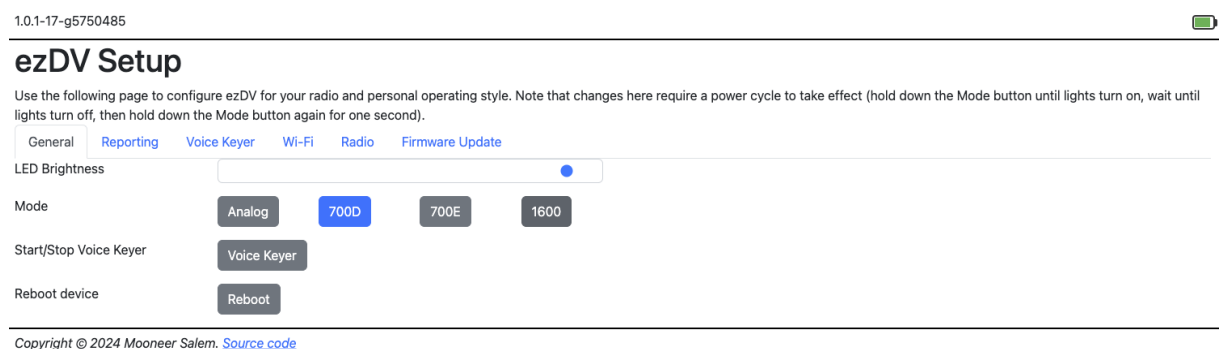 1.0.1-17-g5750485
ezDV Setup
Use the following page to configure ezDV for your radio and personal operating style. Note that changes here require a power cycle to take effect (hold down the Mode button until lights turn on, wait until
lights turn off, then hold down the Mode button again for one second).
General Reporting Voice Keyer Wi-Fi Radio Firmware Update
LED Brightness
Mode Analog 700D 700E 1600
Start/Stop Voice Keyer Voice Keyer
Reboot device Reboot
Copyright © 2024 Mooneer Salem. Source code